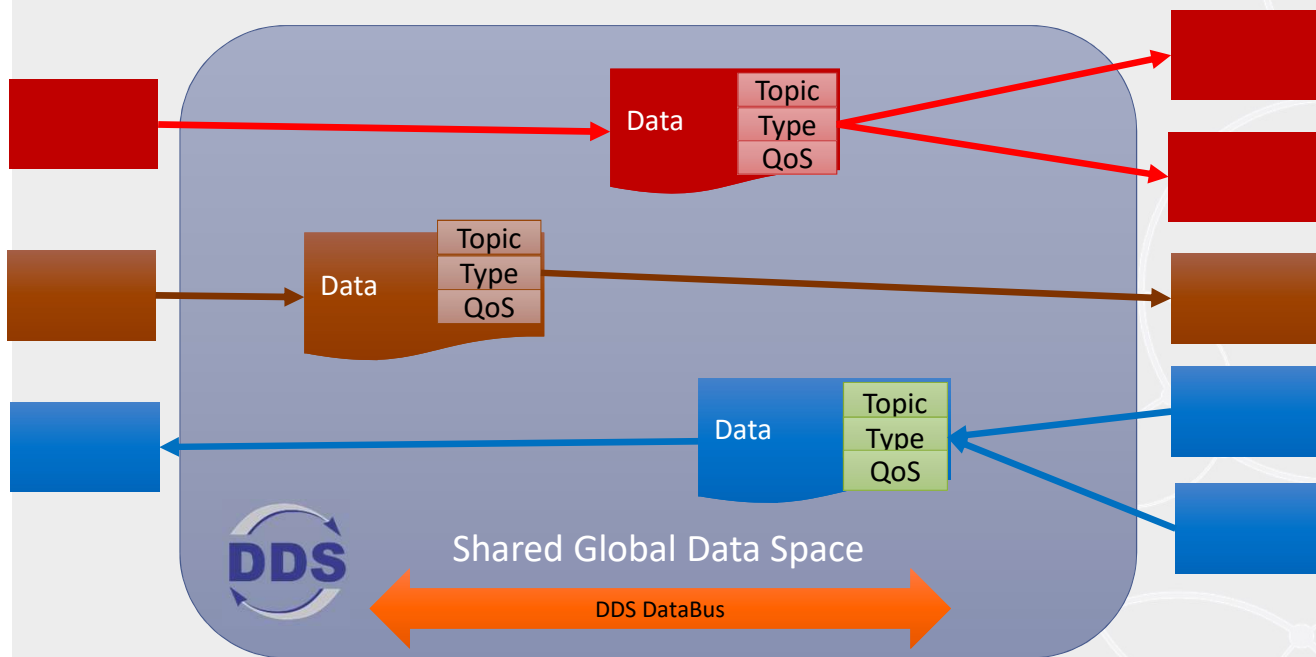 Topic
Data
Type
QoS
Topic
Data
Type
QoS
Topic
Data
Type
QoS
DDS
Shared Global Data Space
DDS DataBus